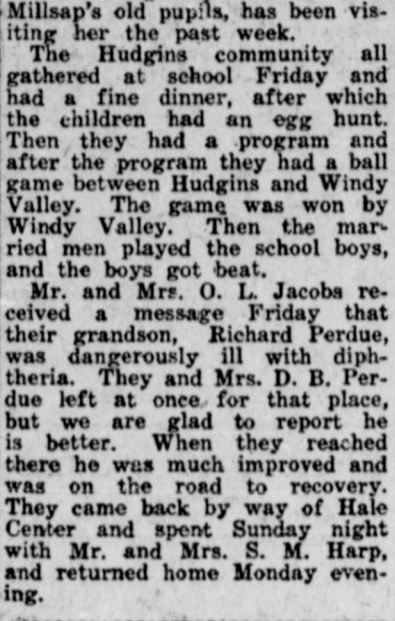 Millsap's old pupils, has been vis-
iting her the past week.
The Hudgins community all
gathered at school Friday and
had a fine dinner, after which
the children had an egg hunt.
Then they had a program and
after the program they had a ball
game between Hudgins and Windy
Valley. The game was won by
Windy Valley. Then the mar-
ried men played the school boys,
and the boys got beat.
Mr. and Mrs. O. L. Jacobs re-
ceived a message Friday that
their grandson, Richard Perdue,
was dangerously ill with diph-
theria. They and Mrs. D. B. Per-
due left at once for that place,
but we are glad to report he
is better. When they reached
there he was much improved and
was on the road to recovery.
They came back by way of Hale
Center and spent Sunday night
with Mr. and Mrs. S. M. Harp,
and returned home Monday even-
ing.